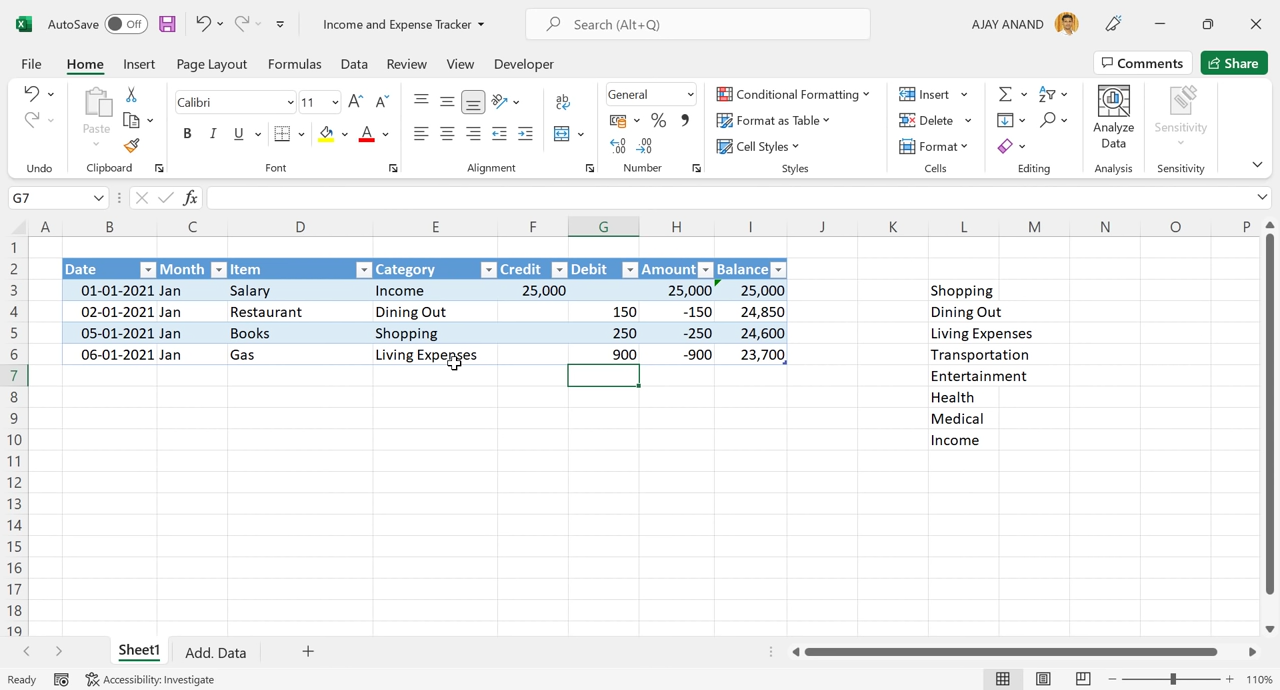 AutoSave Off Income and Expense Tracker Search (Alt+Q) AJAY ANAND
File Home Insert Page Layout Formulas Data Review View Developer Comments Share
Paste Calibri 11 General Conditional Formatting Format as Table Cell Styles Insert Delete Format Analyze Data Sensitivity
Undo Clipboard Font Alignment Number Styles Cells Editing Analysis Sensitivity
G7 fx
A B C D E F G H I J K L M N O P
1
2 Date Month Item Category Credit Debit Amount Balance
3 01-01-2021 Jan Salary Income 25,000 25,000 25,000 Shopping
4 02-01-2021 Jan Restaurant Dining Out 150 -150 24,850 Dining Out
5 05-01-2021 Jan Books Shopping 250 -250 24,600 Living Expenses
6 06-01-2021 Jan Gas Living Expenses 900 -900 23,700 Transportation
7 Entertainment
8 Health
9 Medical
10 Income
11
12
13
14
15
16
17
18
19
Sheet1 Add. Data
Ready Accessibility: Investigate 110%